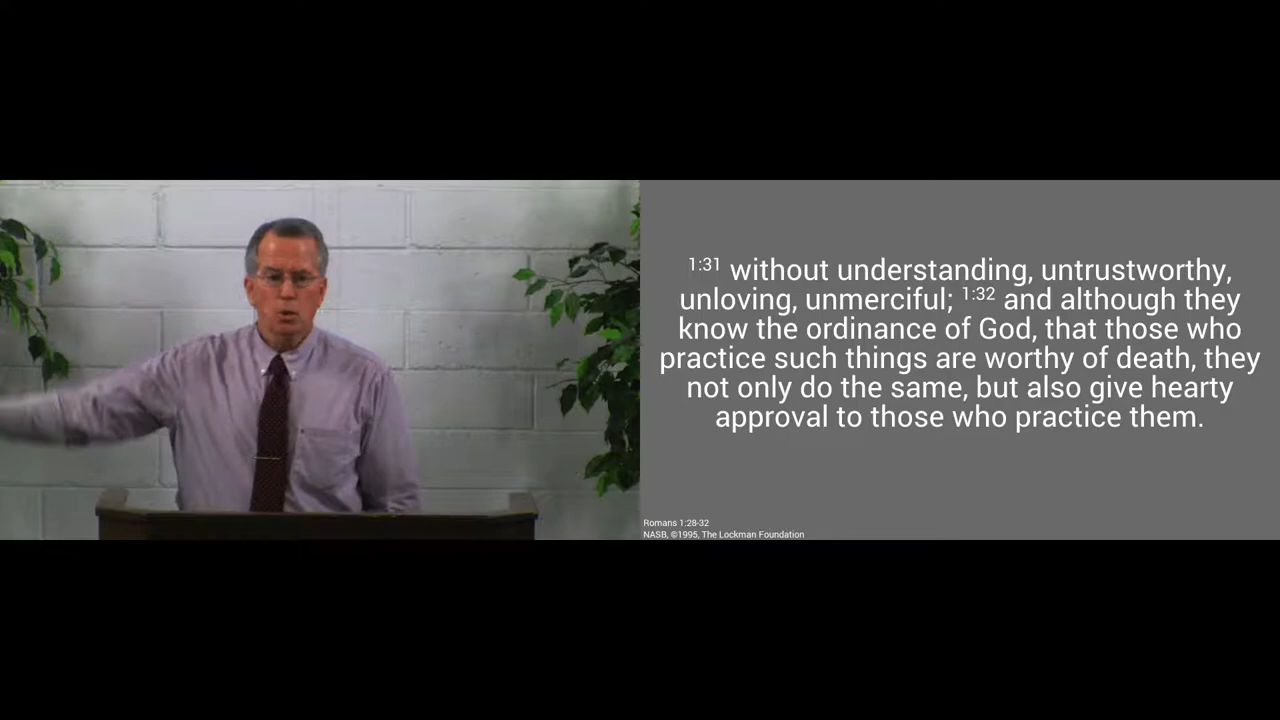 1:31 without understanding, untrustworthy,
unloving, unmerciful; 1:32 and although they
know the ordinance of God, that those who
practice such things are worthy of death, they
not only do the same, but also give hearty
approval to those who practice them.
Romans 1:28-32
NASB, ©1995, The Lockman Foundation